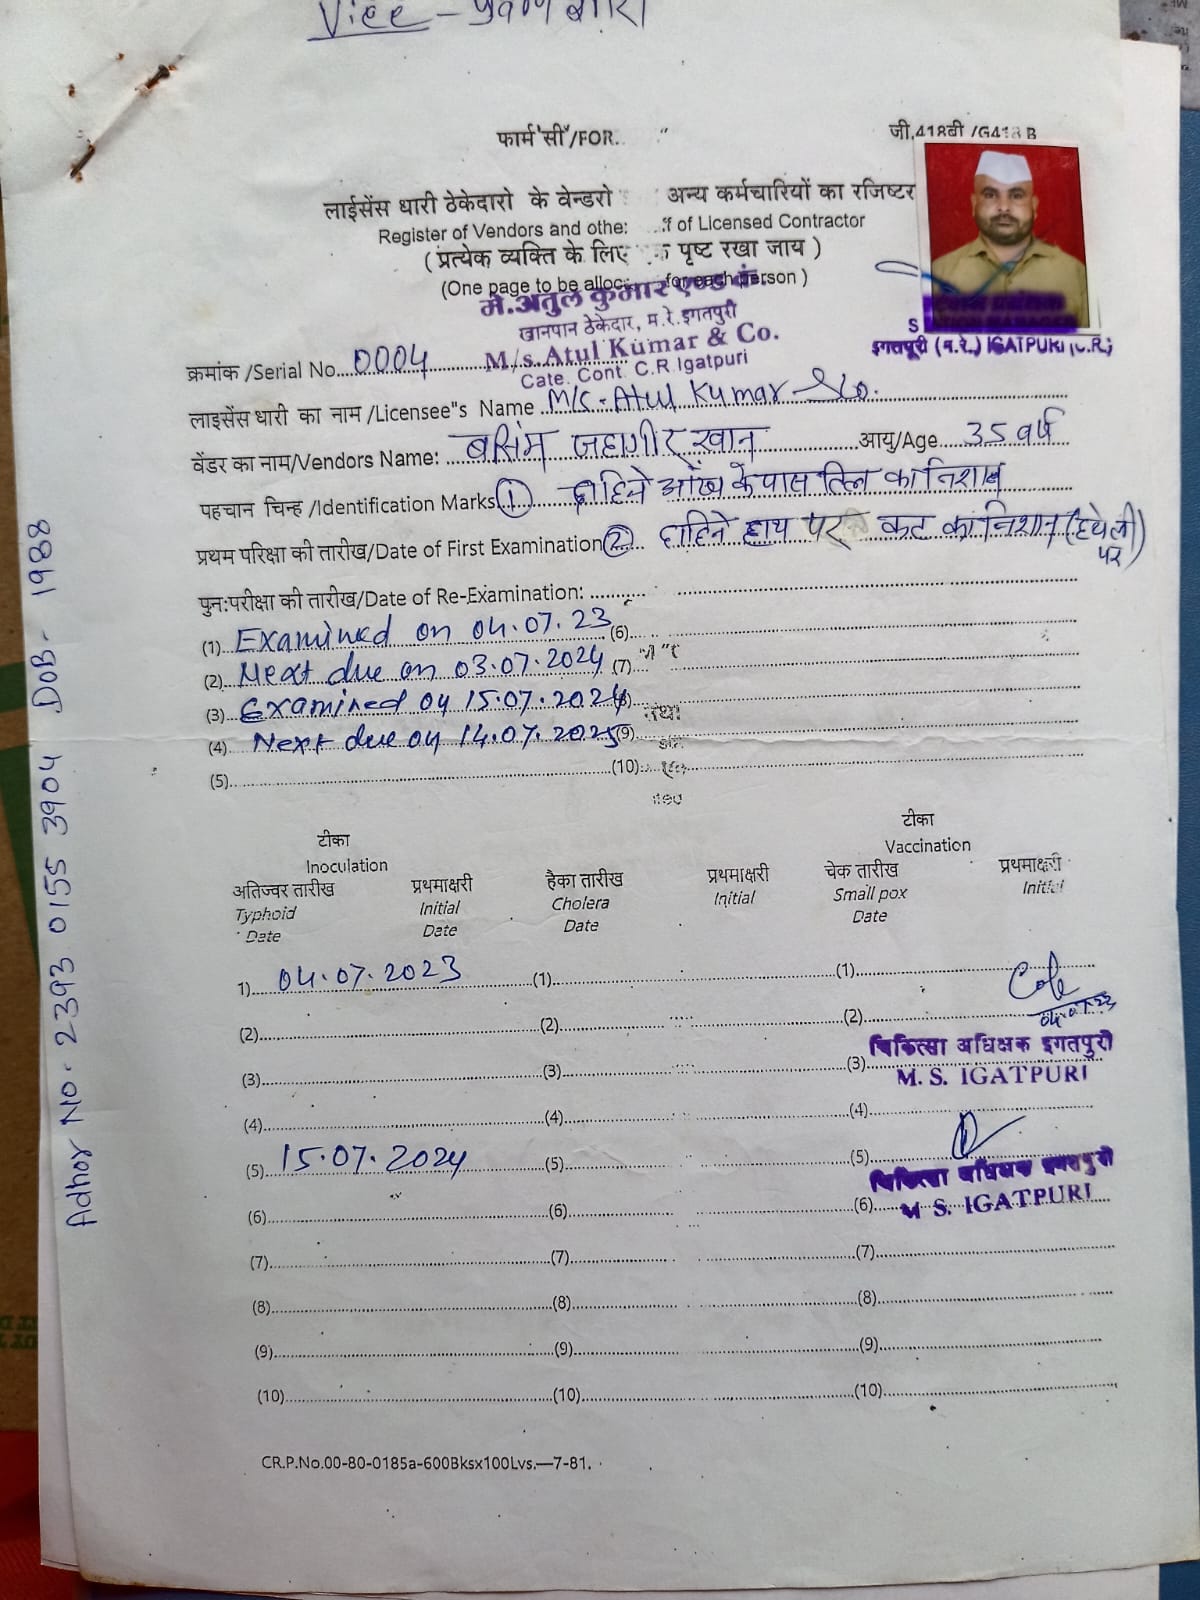 Vice -
फार्म 'सी'/FOR..
जी,418बी /G418 B
लाईसेंस धारी ठेकेदारो के वेन्डरो अन्य कर्मचारियों का रजिष्टर
Register of Vendors and othe: of Licensed Contractor
( प्रत्येक व्यक्ति के लिए पृष्ट रखा जाय )
(One page to be alloc for each person )
मे.अतुल कुमार एण्ड कं.
खानपान ठेकेदार, म.रे.इगतपुरी
M/s.Atul Kumar & Co.
Cate. Cont. C.R.Igatpuri
इगतपुरी (म.रे.) IGATPURI (C.R.)
क्रमांक /Serial No....0004
लाइसेंस धारी का नाम /Licensee"s Name M/s-Atul Kumar & Co.
वेंडर का नाम/Vendors Name: बसिम जहागीर खान आयु/Age 35 वर्ष
पहचान चिन्ह /Identification Marks (1) दाहिने आँख के पास तिल का निशान
प्रथम परिक्षा की तारीख/Date of First Examination (2) दाहिने हाथ पर कट का निशान (हथेली पर)
पुन:परीक्षा की तारीख/Date of Re-Examination:
(1) Examined on 04.07.23 (6)
(2) Next due on 03.07.2024 (7)
(3) Examined on 15.07.2024 (8)
(4) Next due on 14.07.2025 (9)
(5) (10)
टीका टीका
Inoculation Vaccination
अतिज्वर तारीख प्रथमाक्षरी हैका तारीख प्रथमाक्षरी चेक तारीख प्रथमाक्षरी
Typhoid Initial Cholera Initial Small pox Initial
Date Date Date Date
1) 04.07.2023 (1) (1)
(2) (2) (2)
04.07.23
चिकित्सा अधिक्षक इगतपुरी
(3) (3) (3)
M. S. IGATPURI
(4) (4) (4)
(5) 15.07.2024 (5) (5)
चिकित्सा अधिक्षक इगतपुरी
(6) (6) (6) M. S. IGATPURI
(7) (7) (7)
(8) (8) (8)
(9) (9) (9)
(10) (10) (10)
CR.P.No.00-80-0185a-600Bksx100Lvs.—7-81.
Adhar No. 2393 0155 3904 DoB- 1988